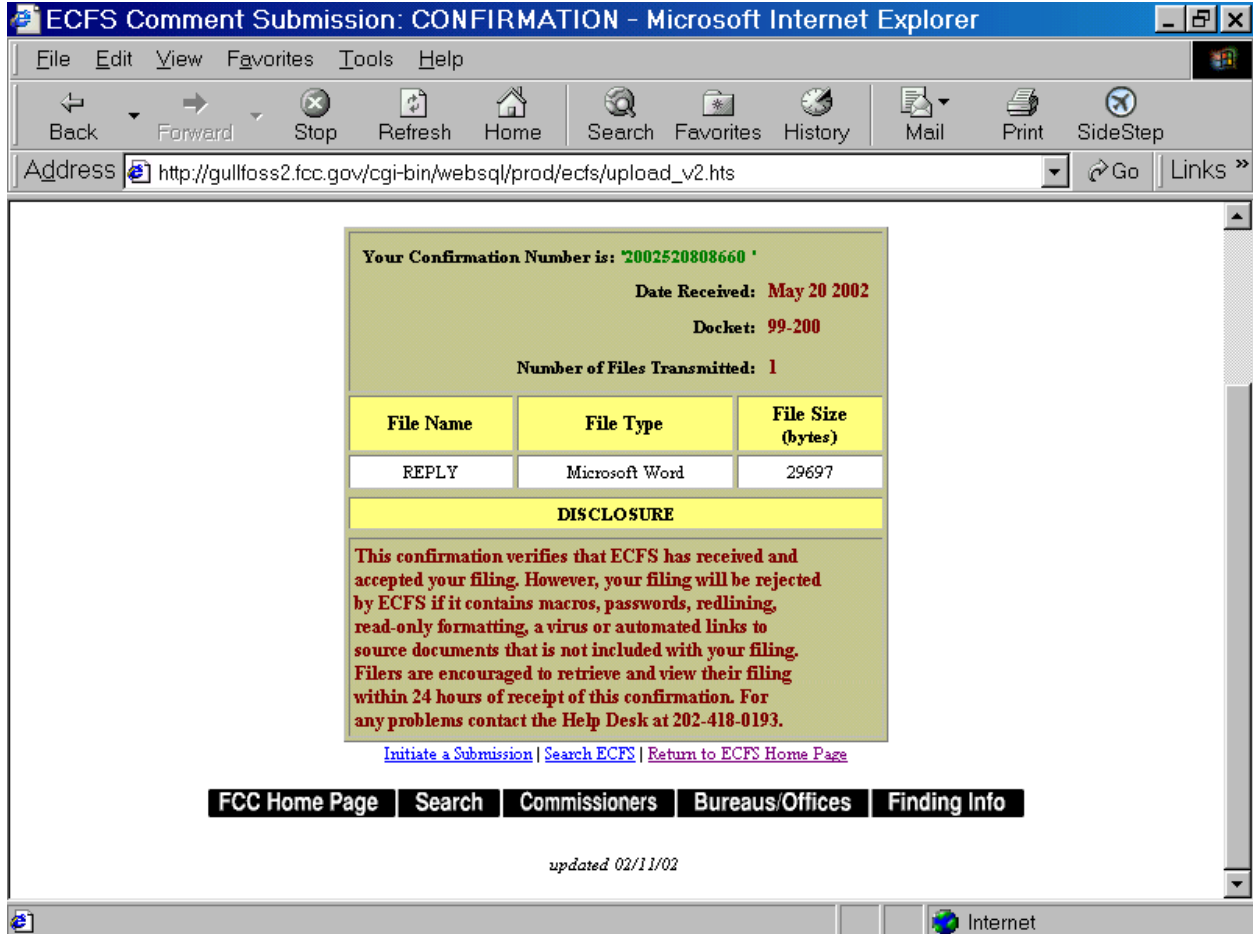 ECFS Comment Submission: CONFIRMATION - Microsoft Internet Explorer
File Edit View Favorites Tools Help
Back Forward Stop Refresh Home Search Favorites History Mail Print SideStep
Address http://gullfoss2.fcc.gov/cgi-bin/websql/prod/ecfs/upload_v2.hts Go Links »
Your Confirmation Number is: '2002520808660 '
Date Received: May 20 2002
Docket: 99-200
Number of Files Transmitted: 1
File Name File Type File Size
(bytes)
REPLY Microsoft Word 29697
DISCLOSURE
This confirmation verifies that ECFS has received and
accepted your filing. However, your filing will be rejected
by ECFS if it contains macros, passwords, redlining,
read-only formatting, a virus or automated links to
source documents that is not included with your filing.
Filers are encouraged to retrieve and view their filing
within 24 hours of receipt of this confirmation. For
any problems contact the Help Desk at 202-418-0193.
Initiate a Submission | Search ECFS | Return to ECFS Home Page
FCC Home Page | Search | Commissioners | Bureaus/Offices | Finding Info
updated 02/11/02
Internet